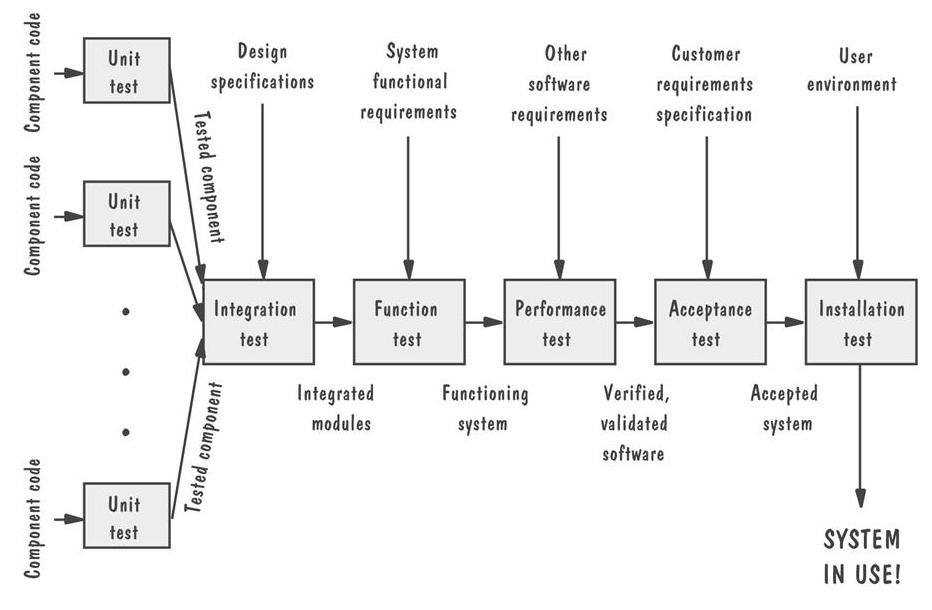 Component code
Unit
test
Tested component
Component code
Unit
test
Component code
Unit
test
Tested component
Design
specifications
System
functional
requirements
Other
software
requirements
Customer
requirements
specification
User
environment
Integration
test
Function
test
Performance
test
Acceptance
test
Installation
test
Integrated
modules
Functioning
system
Verified,
validated
software
Accepted
system
SYSTEM
IN USE!